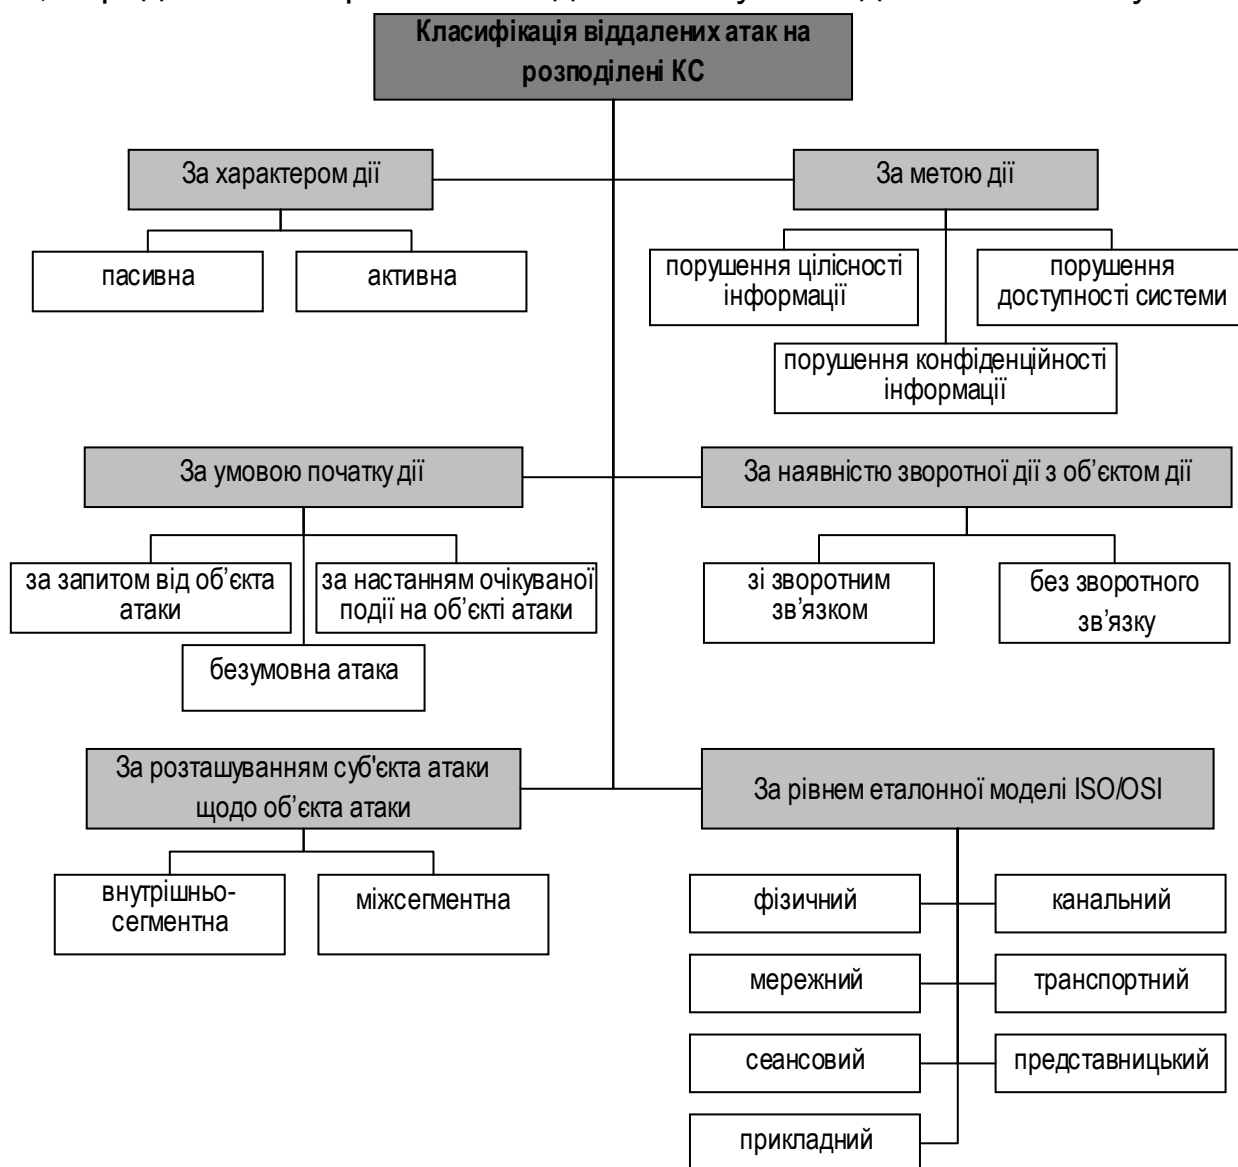 Класифікація віддалених атак на
розподілені КС
За характером дії
За метою дії
пасивна
активна
порушення цілісності
інформації
порушення
доступності системи
порушення конфіденційності
інформації
За умовою початку дії
За наявністю зворотної дії з об’єктом дії
за запитом від об’єкта
атаки
за настанням очікуваної
події на об’єкті атаки
безумовна атака
зі зворотним
зв’язком
без зворотного
зв’язку
За розташуванням суб'єкта атаки
щодо об’єкта атаки
За рівнем еталонної моделі ISO/OSI
внутрішньо-
сегментна
міжсегментна
фізичний
канальний
мережний
транспортний
сеансовий
представницький
прикладний